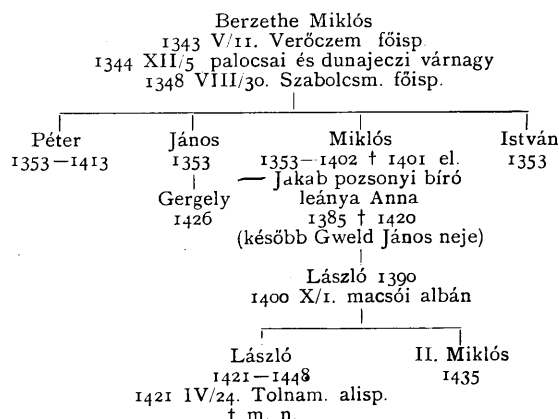 Berzethe Miklós
1343 V/11. Verőczem főisp.
1344 XII/5 palocsai és dunajeczi várnagy
1348 VIII/30. Szabolcsm. főisp.
Péter János Miklós István
1353—1413 1353 1353—1402 † 1401 el. 1353
— Jakab pozsonyi bíró
Gergely leánya Anna
1426 1385 † 1420
(később Gweld János neje)
László 1390
1400 X/1. macsói albán
László II. Miklós
1421—1448 1435
1421 IV/24. Tolnam. alisp.
† m. n.